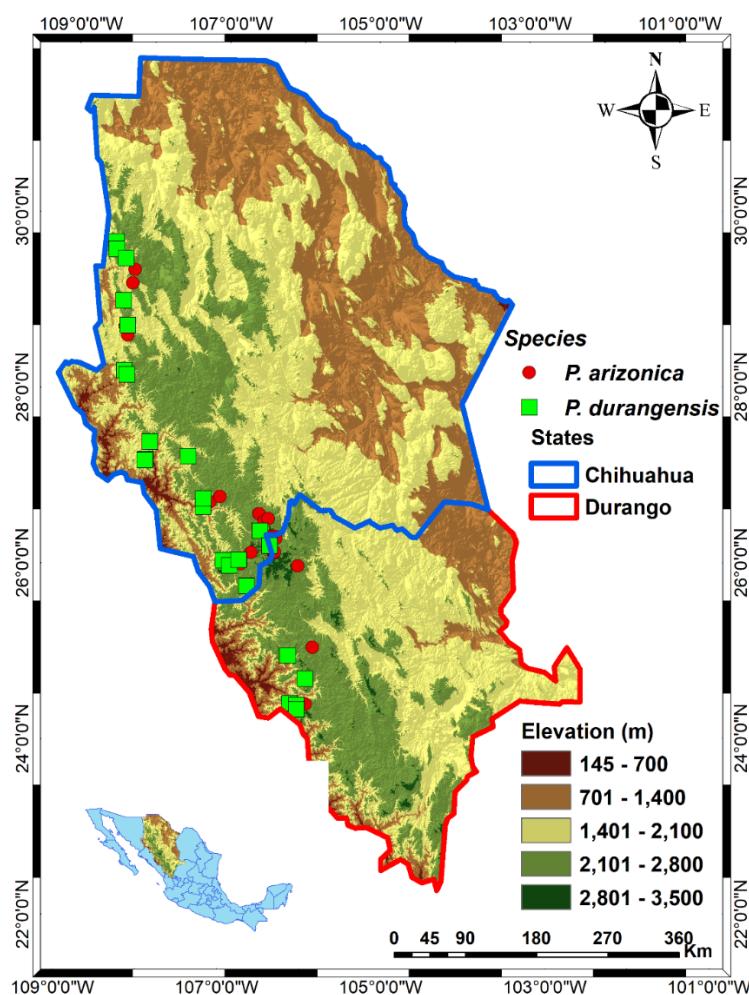 109°0'0"W 107°0'0"W 105°0'0"W 103°0'0"W 101°0'0"W
N
W E
S
30°0'0"N 30°0'0"N
28°0'0"N 28°0'0"N
26°0'0"N 26°0'0"N
24°0'0"N 24°0'0"N
22°0'0"N 22°0'0"N
Species
P. arizonica
P. durangensis
States
Chihuahua
Durango
Elevation (m)
145 - 700
701 - 1,400
1,401 - 2,100
2,101 - 2,800
2,801 - 3,500
0 45 90 180 270 360
Km
109°0'0"W 107°0'0"W 105°0'0"W 103°0'0"W 101°0'0"W